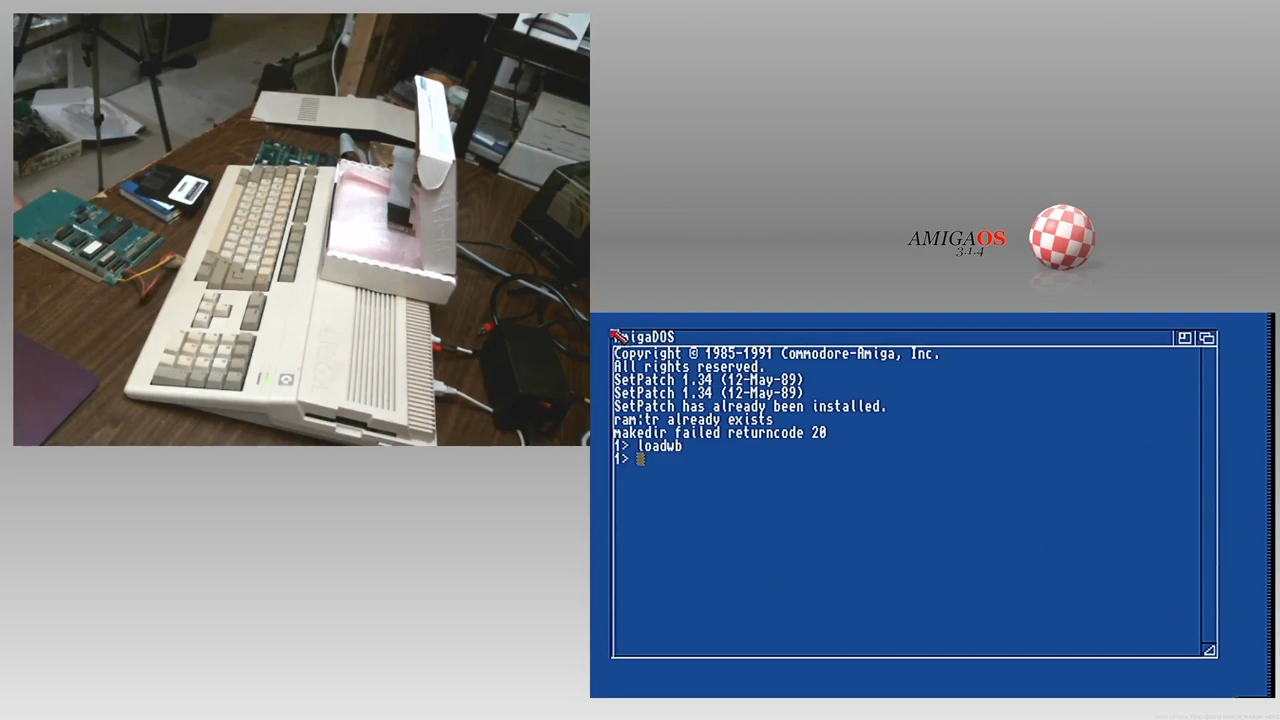 AMIGAOS
3.1.4
migaDOS
Copyright © 1985-1991 Commodore-Amiga, Inc.
All rights reserved.
SetPatch 1.34 (12-May-89)
SetPatch 1.34 (12-May-89)
SetPatch has already been installed.
ram:tr already exists
makedir failed returncode 20
1> loadwb
1>